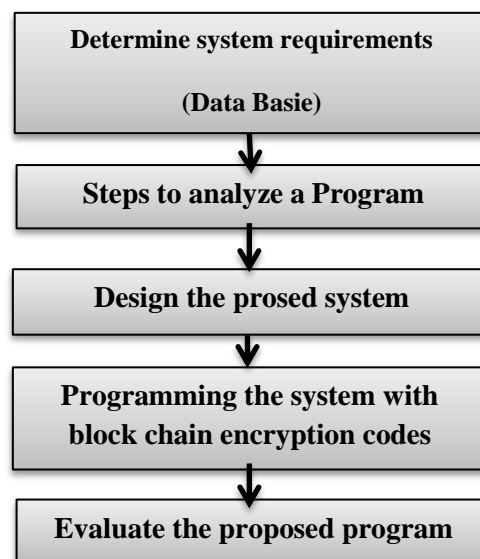 Determine system requirements
(Data Basie)
Steps to analyze a Program
Design the prosed system
Programming the system with
block chain encryption codes
Evaluate the proposed program